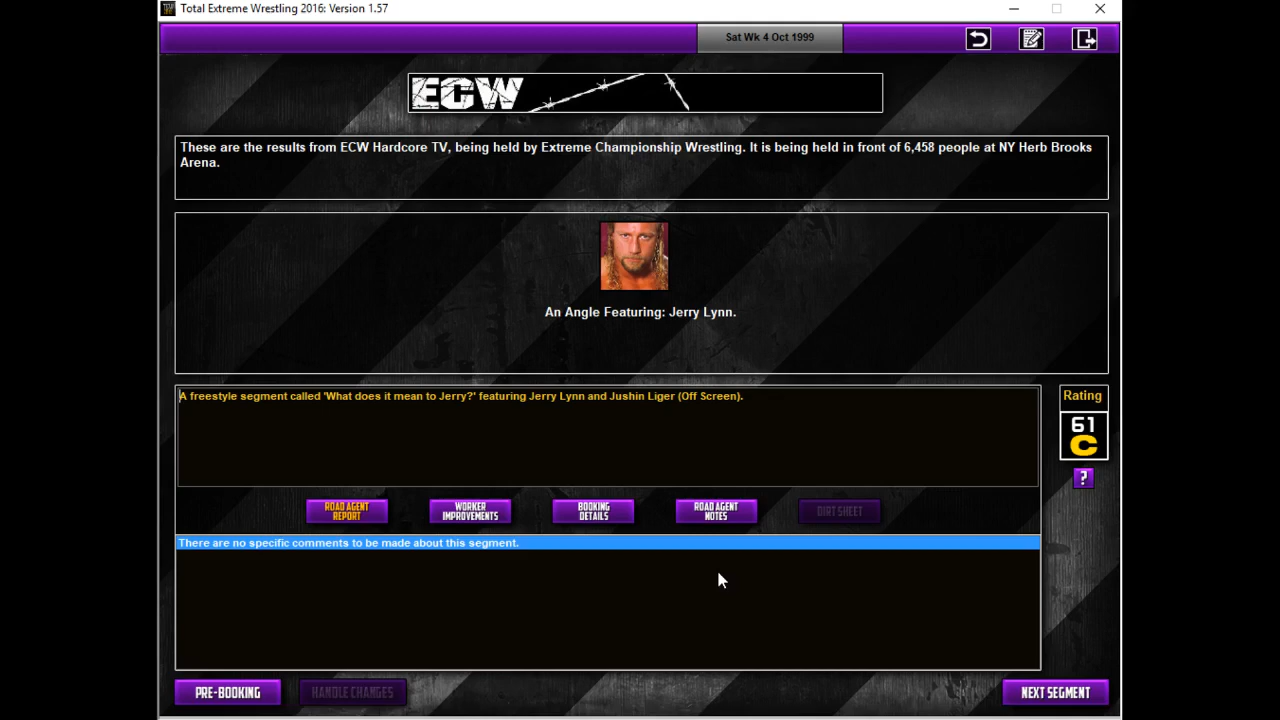 Total Extreme Wrestling 2016: Version 1.57
Sat Wk 4 Oct 1999
ECW
These are the results from ECW Hardcore TV, being held by Extreme Championship Wrestling. It is being held in front of 6,458 people at NY Herb Brooks
Arena.
An Angle Featuring: Jerry Lynn.
A freestyle segment called 'What does it mean to Jerry?' featuring Jerry Lynn and Jushin Liger (Off Screen).
Rating
61
C
?
ROAD AGENT
REPORT
WORKER
IMPROVEMENTS
BOOKING
DETAILS
ROAD AGENT
NOTES
DIRT SHEET
There are no specific comments to be made about this segment.
PRE-BOOKING
HANDLE CHANGES
NEXT SEGMENT